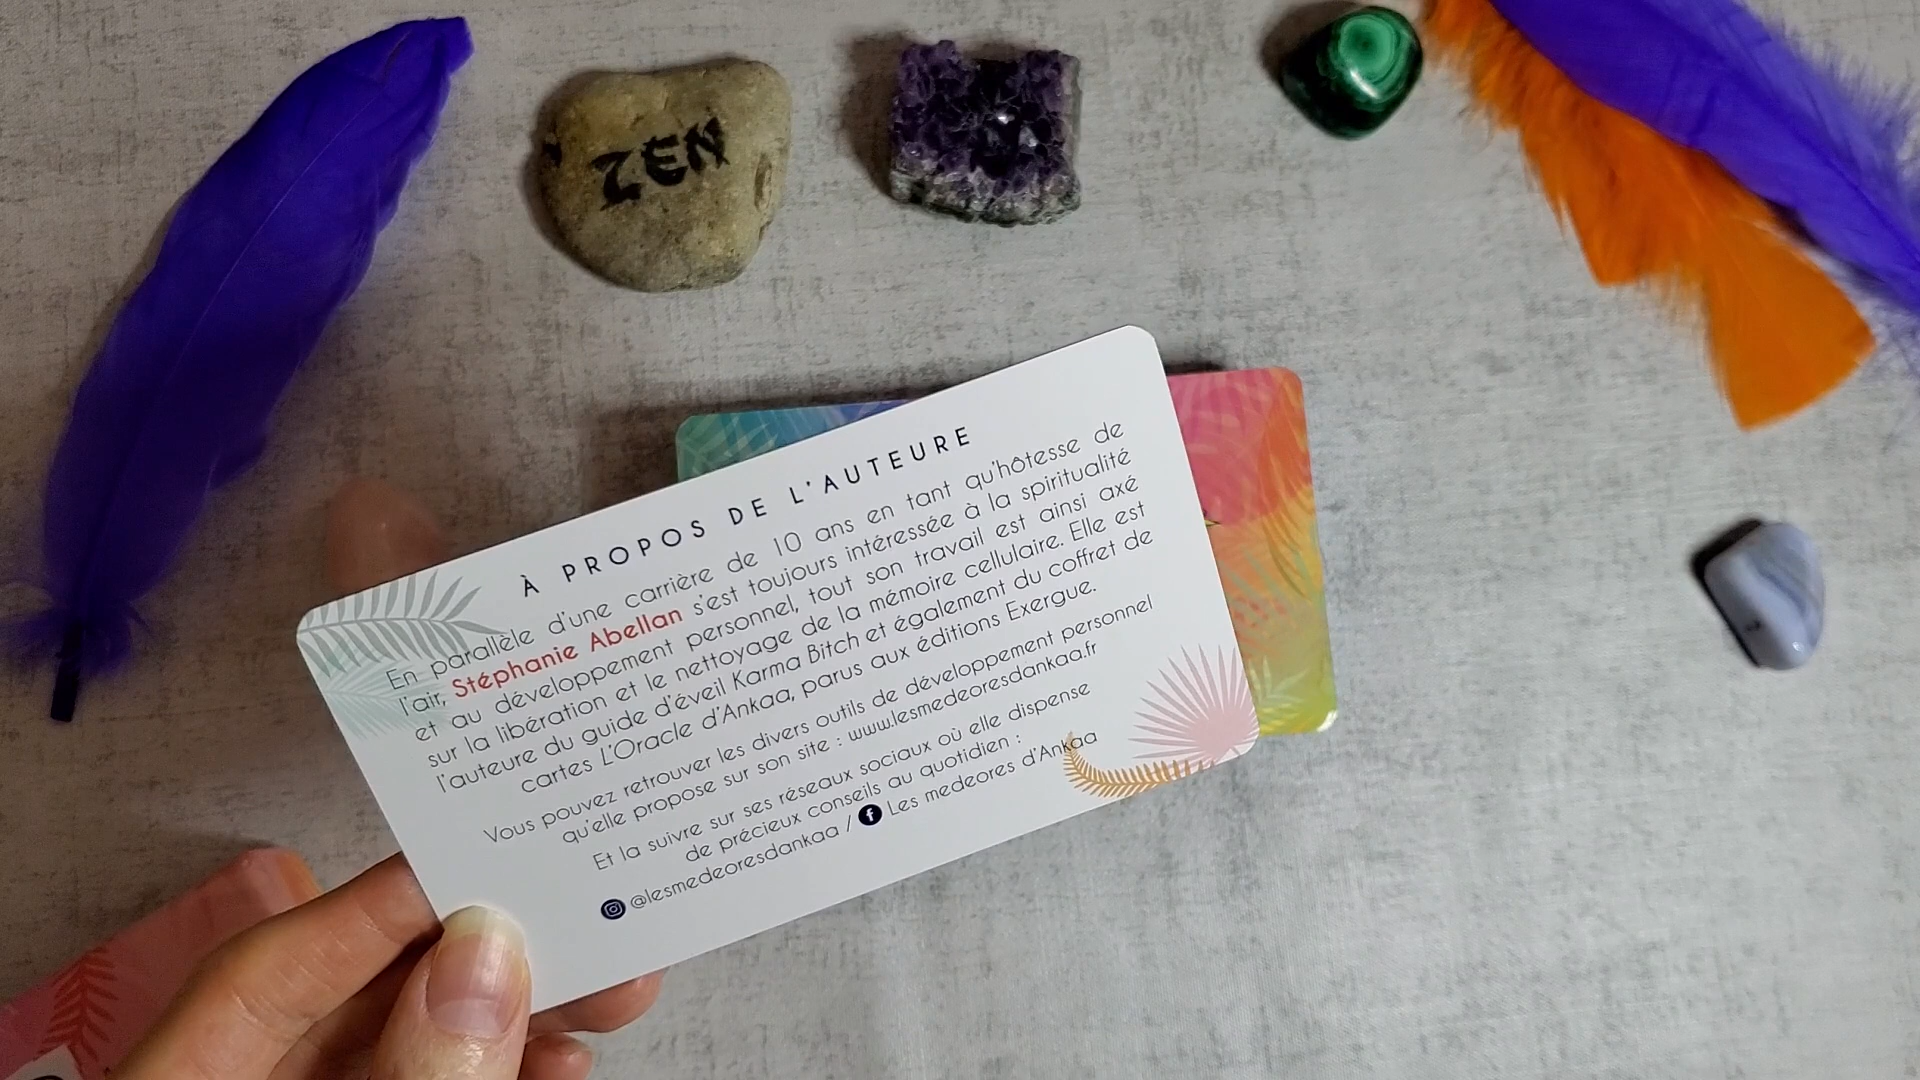 ZEN
À PROPOS DE L'AUTEURE
En parallèle d'une carrière de 10 ans en tant qu'hôtesse de
l'air, Stéphanie Abellan s'est toujours intéressée à la spiritualité
et au développement personnel, tout son travail est ainsi axé
sur la libération et le nettoyage de la mémoire cellulaire. Elle est
l'auteure du guide d'éveil Karma Bitch et également du coffret de
cartes L'Oracle d'Ankaa, parus aux éditions Exergue.
Vous pouvez retrouver les divers outils de développement personnel
qu'elle propose sur son site : www.lesmedeoresdankaa.fr
Et la suivre sur ses réseaux sociaux où elle dispense
de précieux conseils au quotidien :
@lesmedeoresdankaa / f Les medeores d'Ankaa